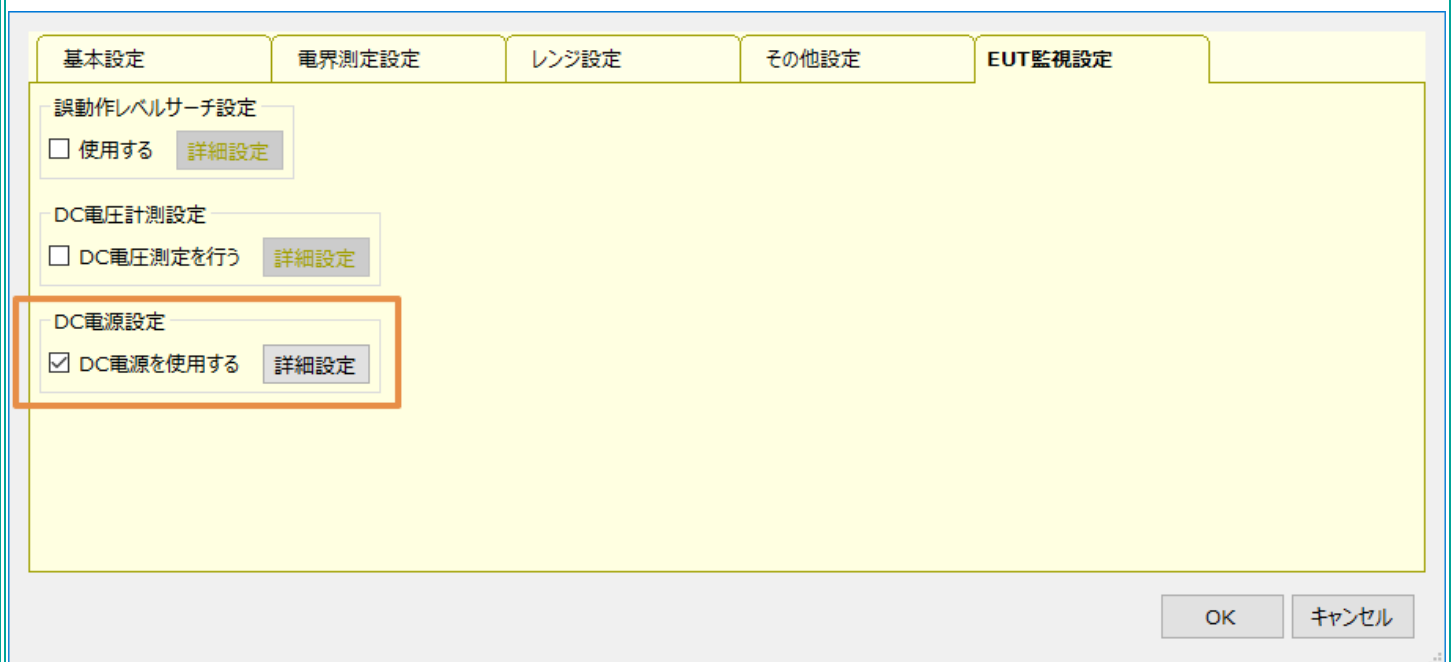 基本設定 電界測定設定 レンジ設定 その他設定 EUT監視設定
誤動作レベルサーチ設定
使用する 詳細設定
DC電圧計測設定
DC電圧測定を行う 詳細設定
DC電源設定
DC電源を使用する 詳細設定
OK キャンセル